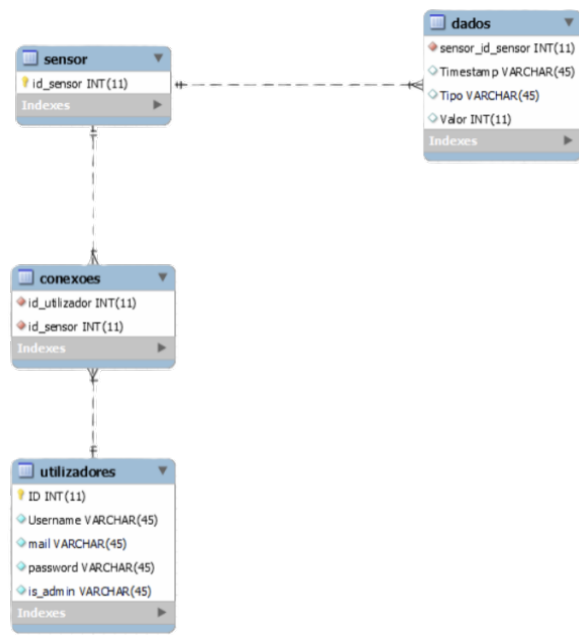 sensor
id_sensor INT(11)
Indexes
dados
sensor_id_sensor INT(11)
Timestamp VARCHAR(45)
Tipo VARCHAR(45)
Valor INT(11)
Indexes
conexoes
id_utilizador INT(11)
id_sensor INT(11)
Indexes
utilizadores
ID INT(11)
Username VARCHAR(45)
mail VARCHAR(45)
password VARCHAR(45)
is_admin VARCHAR(45)
Indexes